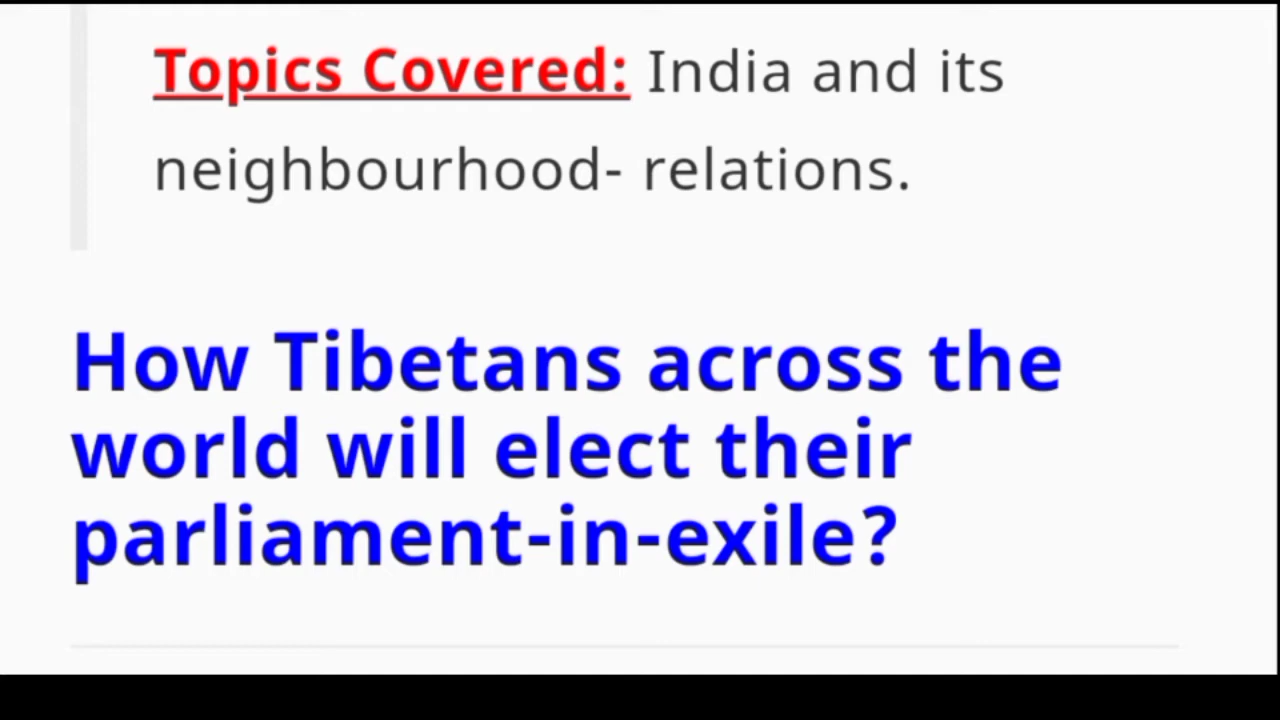 Topics Covered: India and its
neighbourhood- relations.
How Tibetans across the
world will elect their
parliament-in-exile?